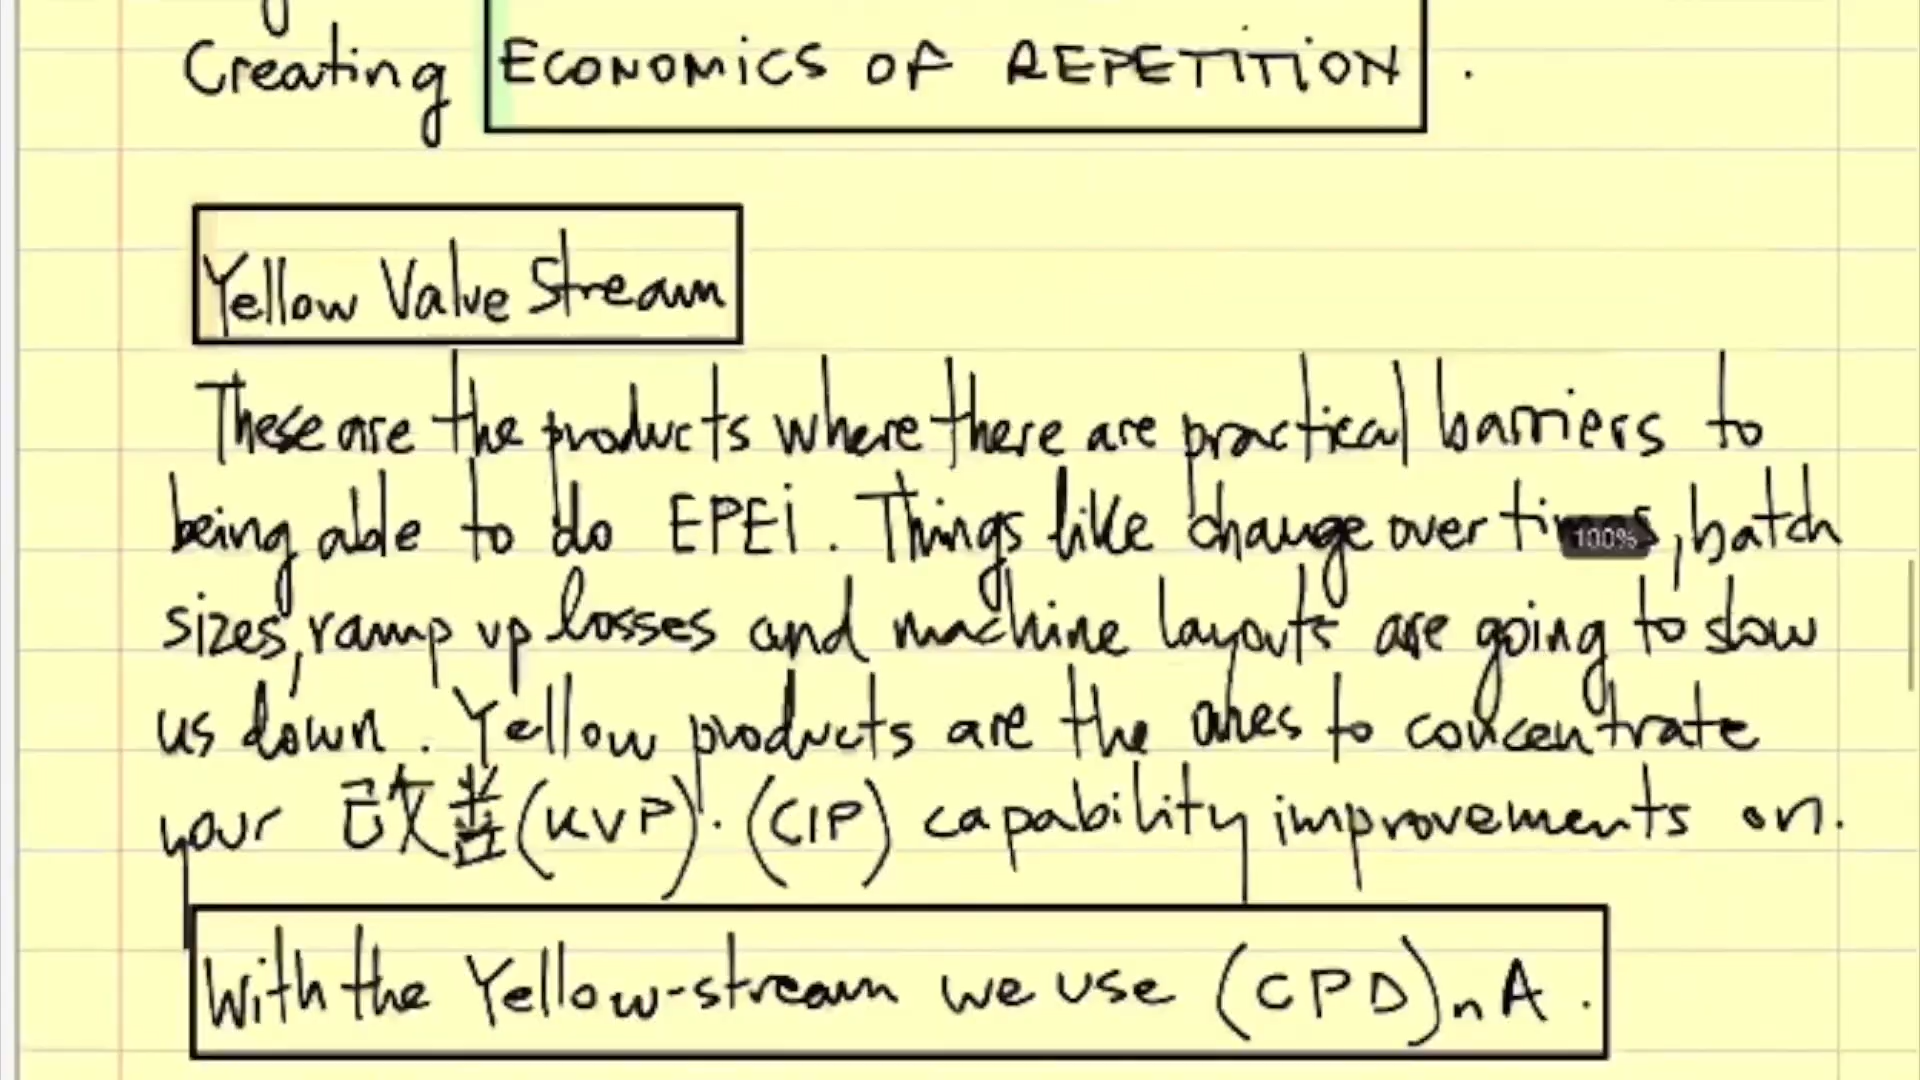 Creating ECONOMICS OF REPETITION.
Yellow Value Stream
These are the products where there are practical barriers to
being able to do EPEi. Things like change over times, batch
100%
sizes, ramp up losses and machine layouts are going to slow
us down. Yellow products are the ones to concentrate
your 改善 (KVP). (CIP) capability improvements on.
With the Yellow-stream we use (CPD)nA.